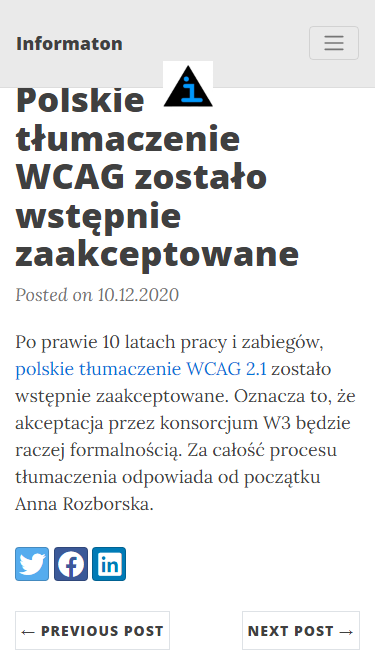 Informaton
i
Polskie
tłumaczenie
WCAG zostało
wstępnie
zaakceptowane
Posted on 10.12.2020
Po prawie 10 latach pracy i zabiegów,
polskie tłumaczenie WCAG 2.1 zostało
wstępnie zaakceptowane. Oznacza to, że
akceptacja przez konsorcjum W3 będzie
raczej formalnością. Za całość procesu
tłumaczenia odpowiada od początku
Anna Rozborska.
← PREVIOUS POST NEXT POST →